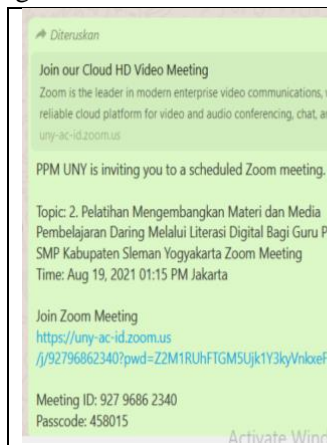 Diteruskan
Join our Cloud HD Video Meeting
Zoom is the leader in modern enterprise video communications,
reliable cloud platform for video and audio conferencing, chat,
uny-ac-id.zoom.us
PPM UNY is inviting you to a scheduled Zoom meeting.
Topic: 2. Pelatihan Mengembangkan Materi dan Media
Pembelajaran Daring Melalui Literasi Digital Bagi Guru
SMP Kabupaten Sleman Yogyakarta Zoom Meeting
Time: Aug 19, 2021 01:15 PM Jakarta
Join Zoom Meeting
https://uny-ac-id.zoom.us
Meeting ID: 927 9686 2340
Passcode: 458015
Activate